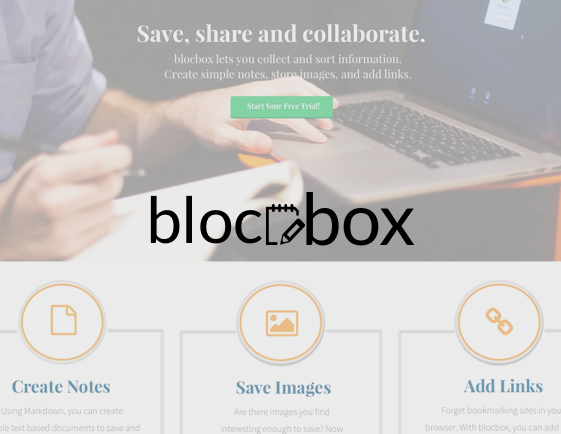 Save, share and collaborate.
blocbox lets you collect and sort information.
Create simple notes, store images, and add links.
Start Your Free Trial!
blocbox
Create Notes
Save Images
Add Links
Using Markdown, you can create
Are there images you find
Forget bookmarking sites in you
ple text based documents to save and
interesting enough to save? Now
browser. With blocbox, you can add